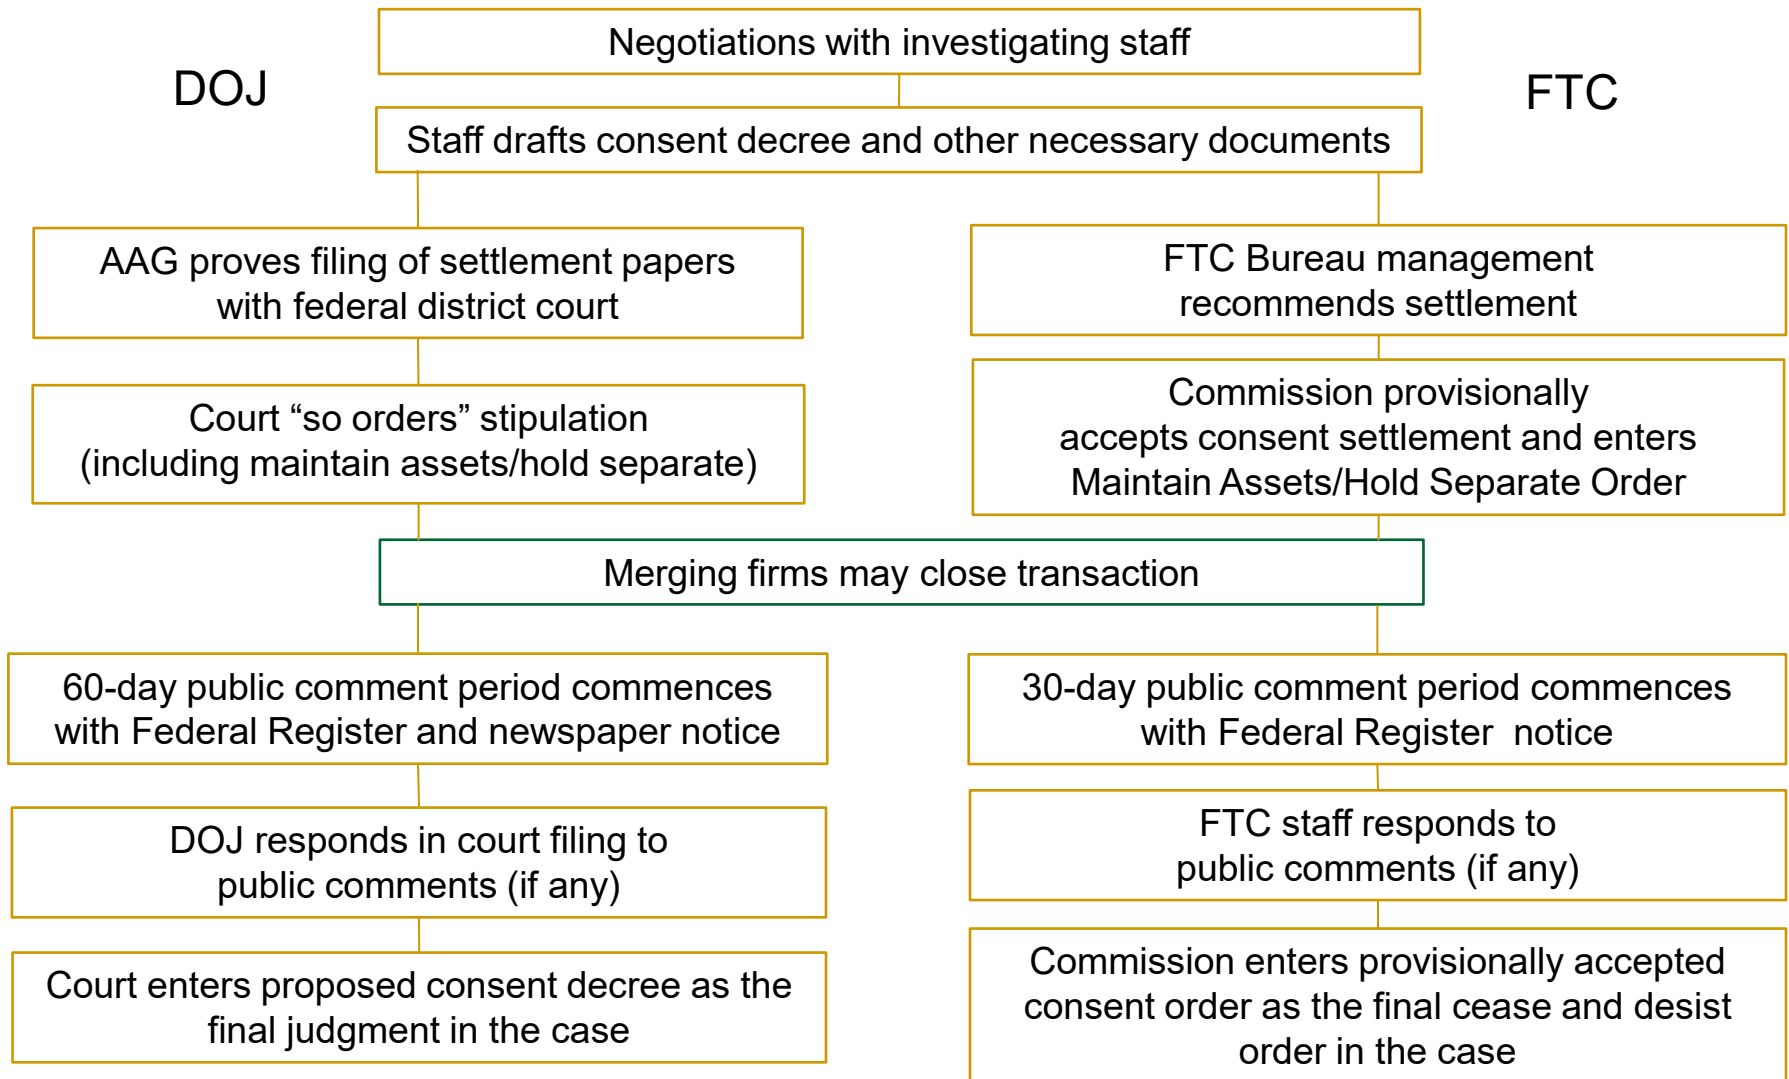 Negotiations with investigating staff
DOJ
FTC
Staff drafts consent decree and other necessary documents
AAG proves filing of settlement papers
with federal district court
FTC Bureau management
recommends settlement
Court “so orders” stipulation
(including maintain assets/hold separate)
Commission provisionally
accepts consent settlement and enters
Maintain Assets/Hold Separate Order
Merging firms may close transaction
60-day public comment period commences
with Federal Register and newspaper notice
30-day public comment period commences
with Federal Register  notice
DOJ responds in court filing to
public comments (if any)
FTC staff responds to
public comments (if any)
Court enters proposed consent decree as the
final judgment in the case
Commission enters provisionally accepted
consent order as the final cease and desist
order in the case